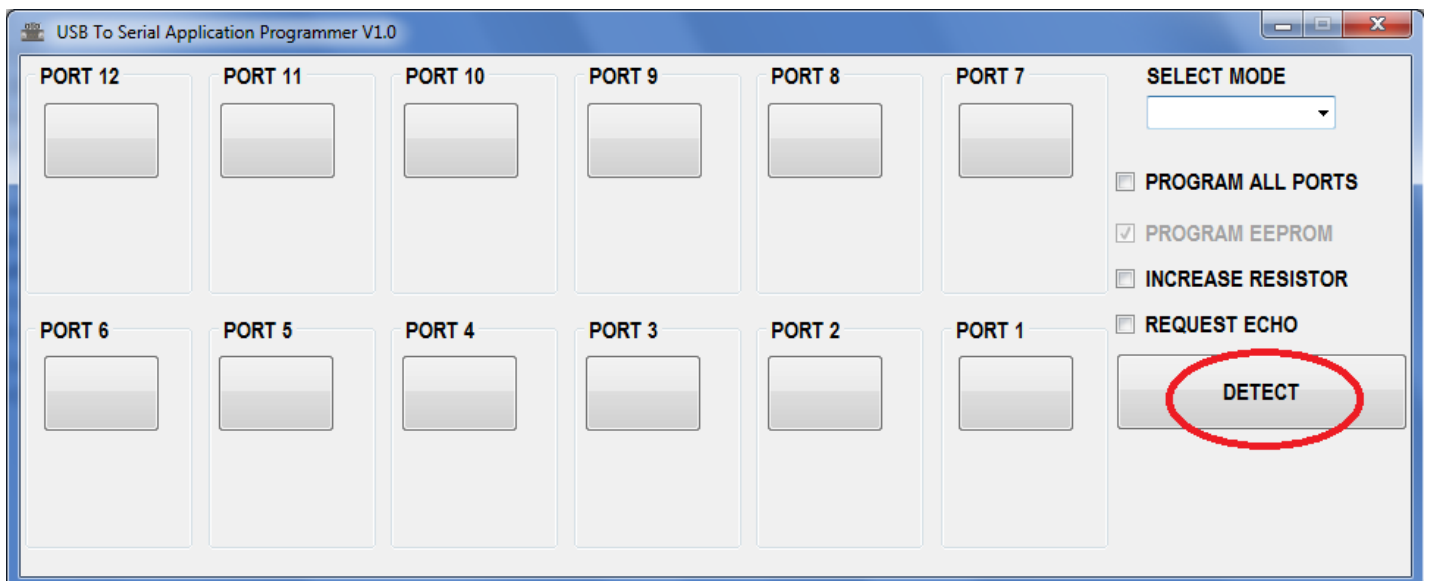 USB To Serial Application Programmer V1.0
PORT 12 PORT 11 PORT 10 PORT 9 PORT 8 PORT 7 SELECT MODE
PROGRAM ALL PORTS
PROGRAM EEPROM
INCREASE RESISTOR
PORT 6 PORT 5 PORT 4 PORT 3 PORT 2 PORT 1 REQUEST ECHO
DETECT